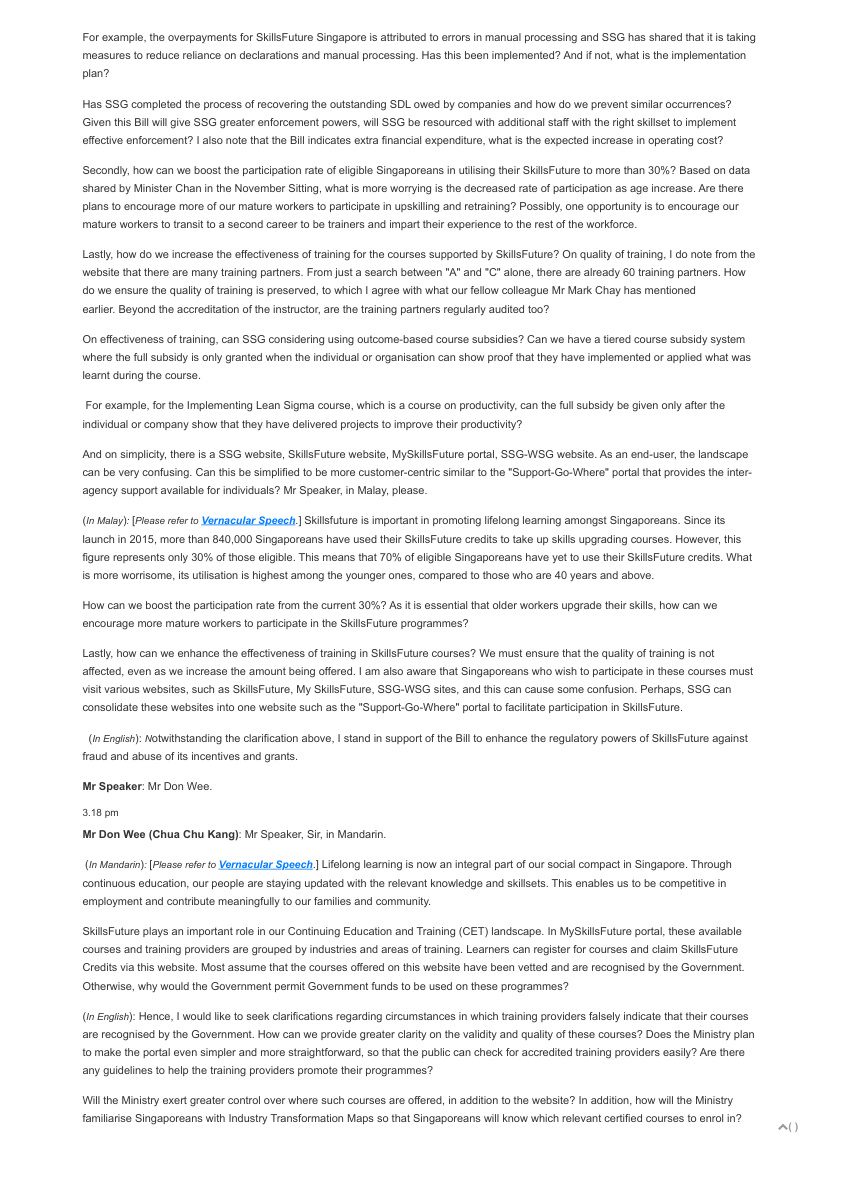 For example, the overpayments for SkillsFuture Singapore is attributed to errors in manual processing and SSG has shared that it is taking
measures to reduce reliance on declarations and manual processing. Has this been implemented? And if not, what is the implementation
plan?
Has SSG completed the process of recovering the outstanding SDL owed by companies and how do we prevent similar occurrences?
Given this Bill will give SSG greater enforcement powers, will SSG be resourced with additional staff with the right skillset to implement
effective enforcement? I also note that the Bill indicates extra financial expenditure, what is the expected increase in operating cost?
Secondly, how can we boost the participation rate of eligible Singaporeans in utilising their SkillsFuture to more than 30%? Based on data
shared by Minister Chan in the November Sitting, what is more worrying is the decreased rate of participation as age increase. Are there
plans to encourage more of our mature workers to participate in upskilling and retraining? Possibly, one opportunity is to encourage our
mature workers to transit to a second career to be trainers and impart their experience to the rest of the workforce.
Lastly, how do we increase the effectiveness of training for the courses supported by SkillsFuture? On quality of training, I do note from the
website that there are many training partners. From just a search between "A" and "C" alone, there are already 60 training partners. How
do we ensure the quality of training is preserved, to which I agree with what our fellow colleague Mr Mark Chay has mentioned
earlier. Beyond the accreditation of the instructor, are the training partners regularly audited too?
On effectiveness of training, can SSG considering using outcome-based course subsidies? Can we have a tiered course subsidy system
where the full subsidy is only granted when the individual or organisation can show proof that they have implemented or applied what was
learnt during the course.
For example, for the Implementing Lean Sigma course, which is a course on productivity, can the full subsidy be given only after the
individual or company show that they have delivered projects to improve their productivity?
And on simplicity, there is a SSG website, SkillsFuture website, MySkillsFuture portal, SSG-WSG website. As an end-user, the landscape
can be very confusing. Can this be simplified to be more customer-centric similar to the "Support-Go-Where" portal that provides the inter-
agency support available for individuals? Mr Speaker, in Malay, please.
(In Malay): [Please refer to Vernacular Speech.] Skillsfuture is important in promoting lifelong learning amongst Singaporeans. Since its
launch in 2015, more than 840,000 Singaporeans have used their SkillsFuture credits to take up skills upgrading courses. However, this
figure represents only 30% of those eligible. This means that 70% of eligible Singaporeans have yet to use their SkillsFuture credits. What
is more worrisome, its utilisation is highest among the younger ones, compared to those who are 40 years and above.
How can we boost the participation rate from the current 30%? As it is essential that older workers upgrade their skills, how can we
encourage more mature workers to participate in the SkillsFuture programmes?
Lastly, how can we enhance the effectiveness of training in SkillsFuture courses? We must ensure that the quality of training is not
affected, even as we increase the amount being offered. I am also aware that Singaporeans who wish to participate in these courses must
visit various websites, such as SkillsFuture, My SkillsFuture, SSG-WSG sites, and this can cause some confusion. Perhaps, SSG can
consolidate these websites into one website such as the "Support-Go-Where" portal to facilitate participation in SkillsFuture.
(In English): Notwithstanding the clarification above, I stand in support of the Bill to enhance the regulatory powers of SkillsFuture against
fraud and abuse of its incentives and grants.
Mr Speaker: Mr Don Wee.
3.18 pm
Mr Don Wee (Chua Chu Kang): Mr Speaker, Sir, in Mandarin.
(In Mandarin): [Please refer to Vernacular Speech.] Lifelong learning is now an integral part of our social compact in Singapore. Through
continuous education, our people are staying updated with the relevant knowledge and skillsets. This enables us to be competitive in
employment and contribute meaningfully to our families and community.
SkillsFuture plays an important role in our Continuing Education and Training (CET) landscape. In MySkillsFuture portal, these available
courses and training providers are grouped by industries and areas of training. Learners can register for courses and claim SkillsFuture
Credits via this website. Most assume that the courses offered on this website have been vetted and are recognised by the Government.
Otherwise, why would the Government permit Government funds to be used on these programmes?
(In English): Hence, I would like to seek clarifications regarding circumstances in which training providers falsely indicate that their courses
are recognised by the Government. How can we provide greater clarity on the validity and quality of these courses? Does the Ministry plan
to make the portal even simpler and more straightforward, so that the public can check for accredited training providers easily? Are there
any guidelines to help the training providers promote their programmes?
Will the Ministry exert greater control over where such courses are offered, in addition to the website? In addition, how will the Ministry
familiarise Singaporeans with Industry Transformation Maps so that Singaporeans will know which relevant certified courses to enrol in?
( )